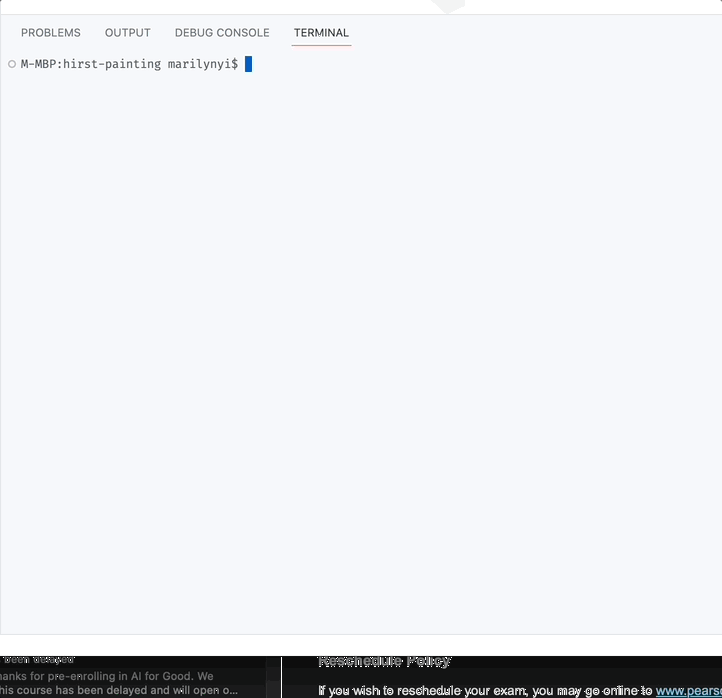 PROBLEMS OUTPUT DEBUG CONSOLE TERMINAL
M-MBP:hirst-painting marilynyi$
been delayed
hanks for pre-enrolling in AI for Good. We
his course has been delayed and will open o...
Reschedule Policy
If you wish to reschedule your exam, you may go online to www.pears